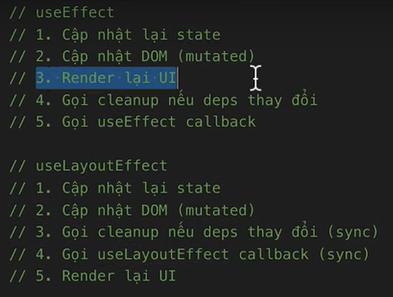 // useEffect
// 1. Cập nhật lại state
// 2. Cập nhật DOM (mutated)
// 3. Render lại UI
// 4. Gọi cleanup nếu deps thay đổi
// 5. Gọi useEffect callback
// useLayoutEffect
// 1. Cập nhật lại state
// 2. Cập nhật DOM (mutated)
// 3. Gọi cleanup nếu deps thay đổi (sync)
// 4. Gọi useLayoutEffect callback (sync)
// 5. Render lại UI